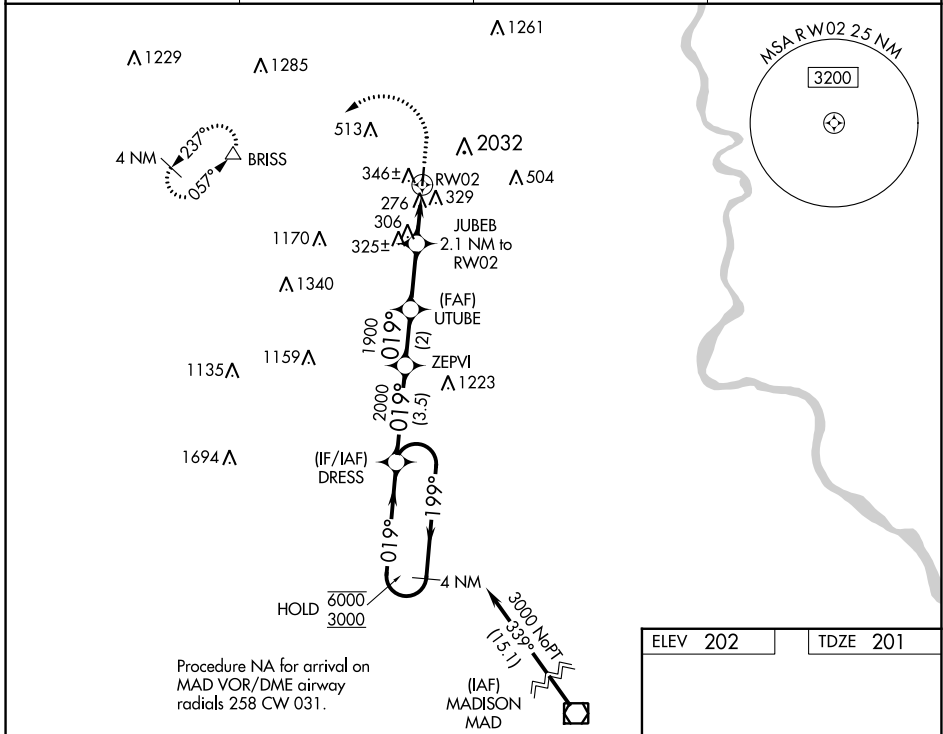 1261
1229
1285
MSA RW02 25 NM
3200
513
2032
4 NM
237°
057°
BRISS
346±
RW02
504
276
329
306
JUBEB
1170
325±
2.1 NM to
RW02
1340
(FAF)
UTUBE
1900
019°
(2)
1159
ZEPVI
1135
1223
2000
019°
(3.5)
1694
(IF/IAF)
DRESS
019°
199°
4 NM
HOLD
6000
3000
3000 NoPT
339°
(15.1)
ELEV 202
TDZE 201
Procedure NA for arrival on
MAD VOR/DME airway
radials 258 CW 031.
(IAF)
MADISON
MAD